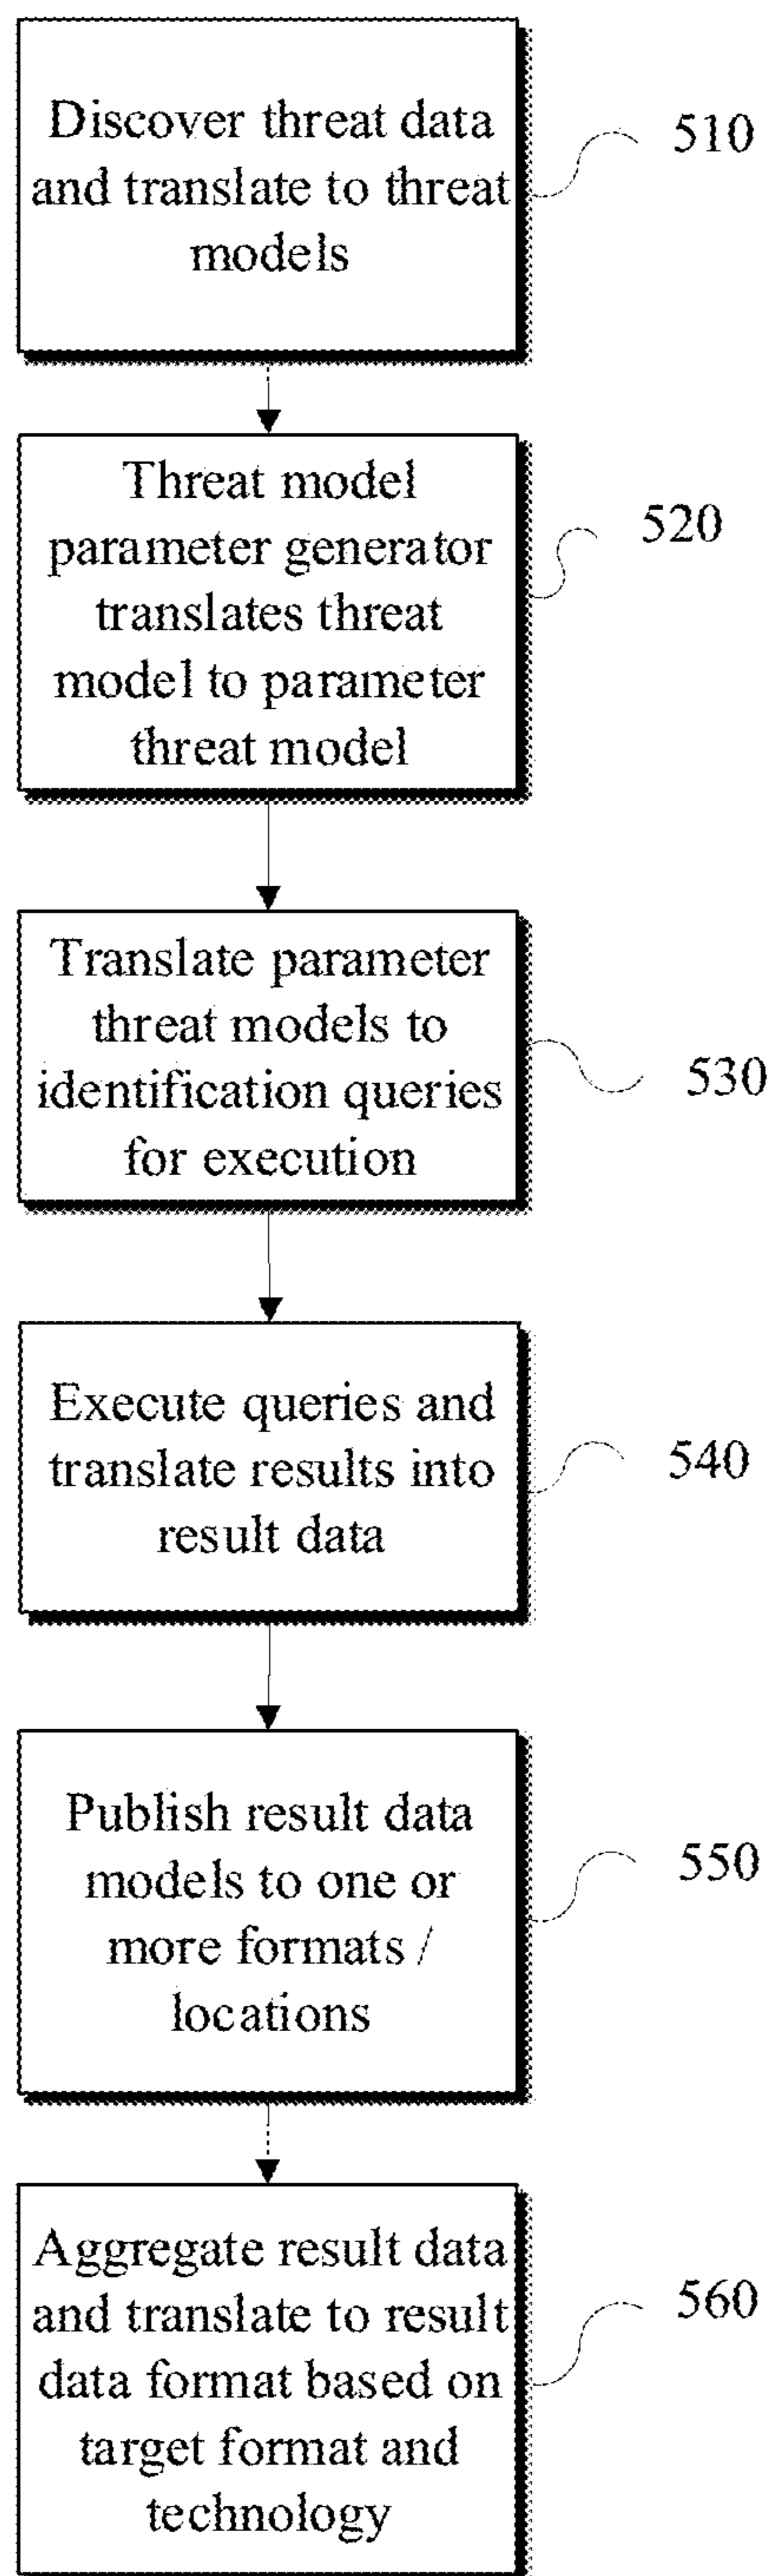 Discover threat data
and translate to threat
models
510
Threat model
parameter generator
translates threat
model to parameter
threat model
520
Translate parameter
threat models to
identification queries
for execution
530
Execute queries and
translate results into
result data
540
Publish result data
models to one or
more formats /
locations
550
Aggregate result data
and translate to result
data format based on
target format and
technology
560